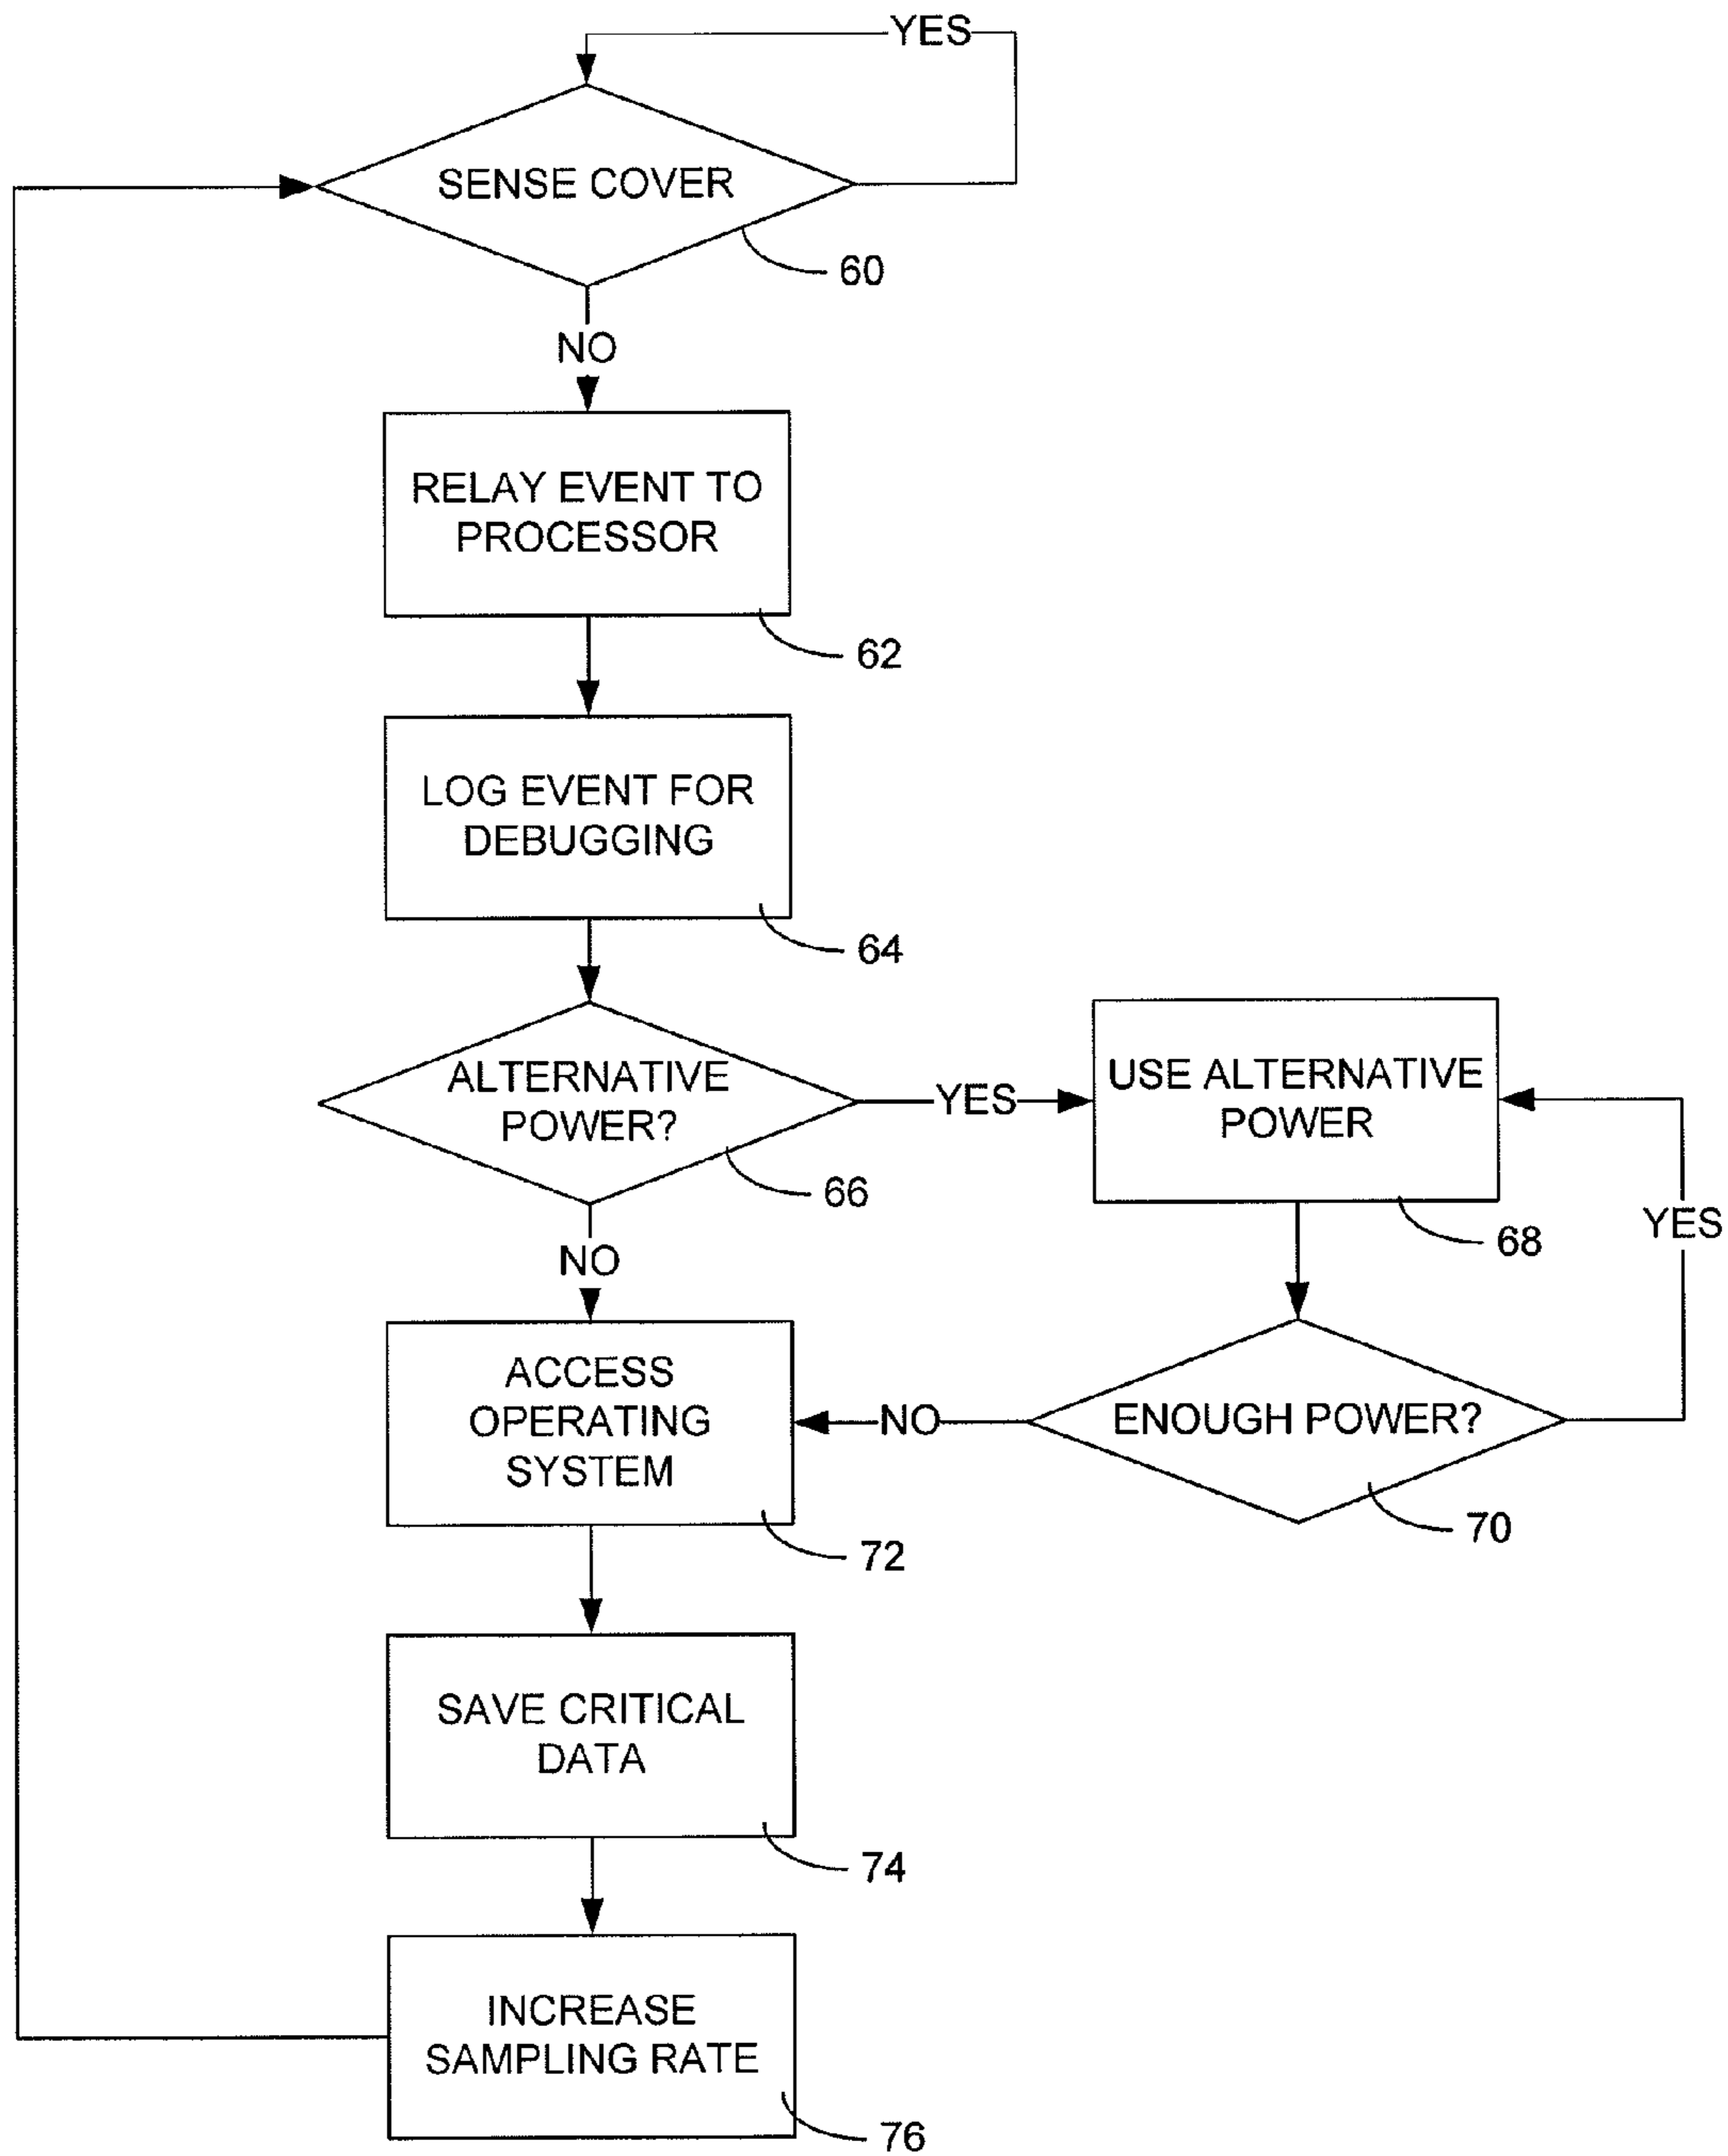 YES
SENSE COVER
60
NO
RELAY EVENT TO
PROCESSOR
62
LOG EVENT FOR
DEBUGGING
64
ALTERNATIVE
POWER?
66
YES
USE ALTERNATIVE
POWER
68
YES
NO
ACCESS
OPERATING
SYSTEM
72
NO
ENOUGH POWER?
70
SAVE CRITICAL
DATA
74
INCREASE
SAMPLING RATE
76